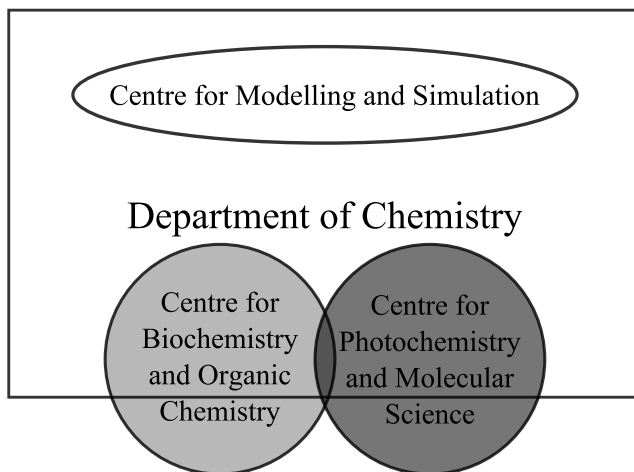 Centre for Modelling and Simulation
Department of Chemistry
Centre for
Biochemistry
and Organic
Chemistry
Centre for
Photochemistry
and Molecular
Science